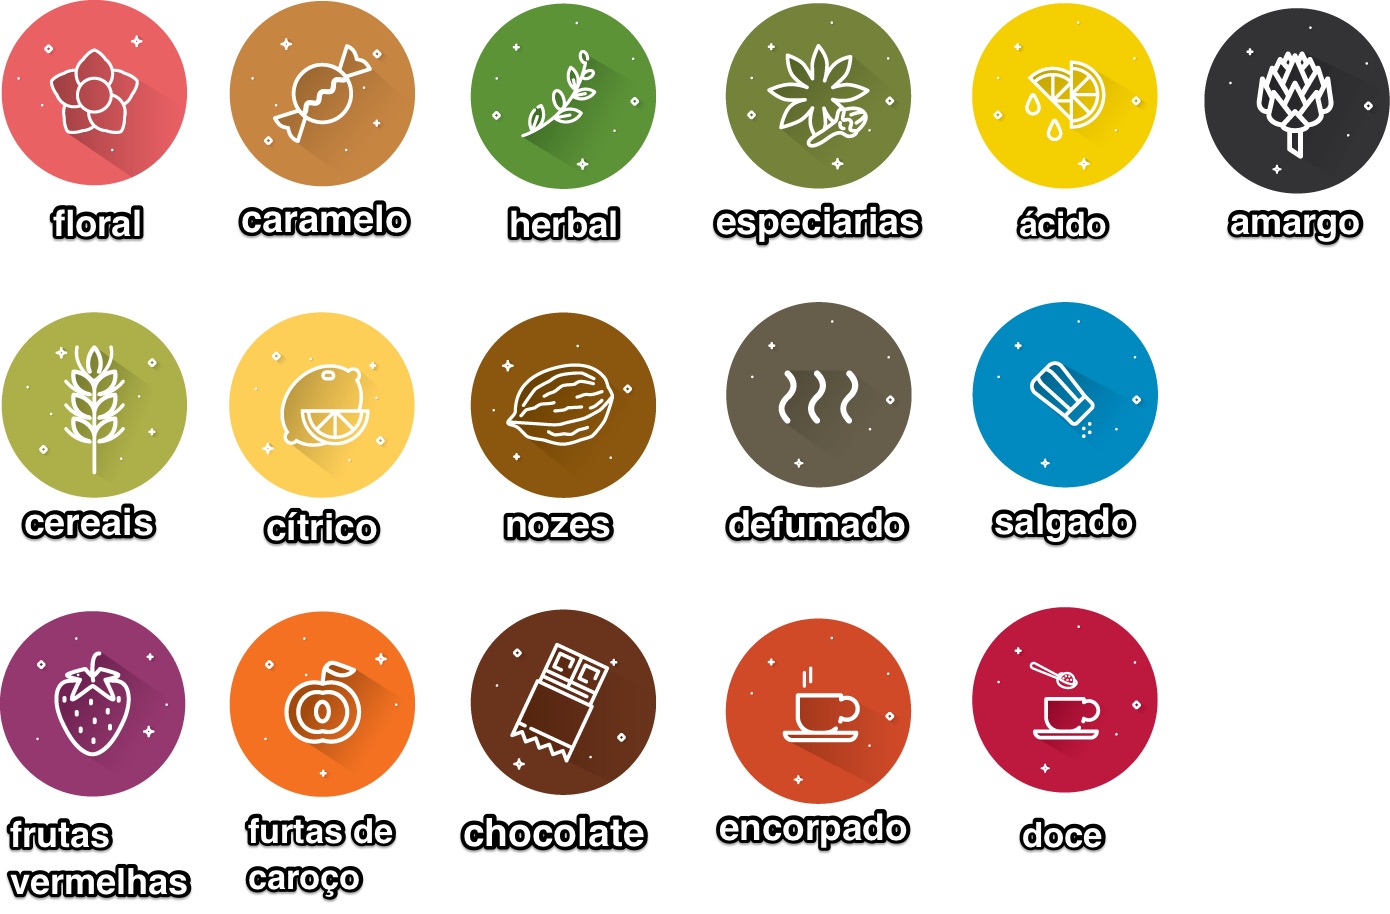 floral
caramelo
herbal
especiarias
ácido
amargo
cereais
cítrico
nozes
defumado
salgado
frutas
vermelhas
furtas de
caroço
chocolate
encorpado
doce